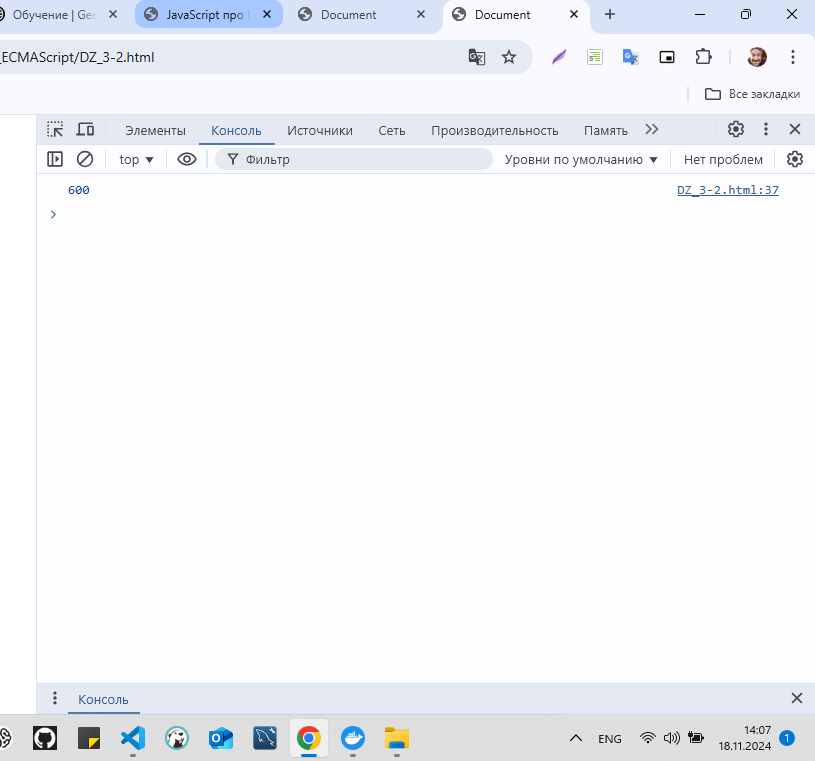 Обучение | Gee
JavaScript про
Document
Document
_ECMAScript/DZ_3-2.html
Все закладки
Элементы Консоль Источники Сеть Производительность Память
top Фильтр Уровни по умолчанию Нет проблем
600 DZ_3-2.html:37
Консоль
ENG
14:07
18.11.2024
1